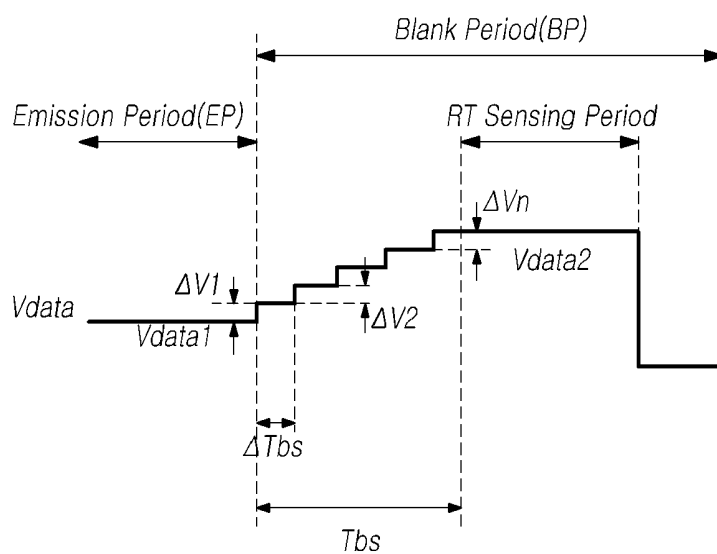 Blank Period(BP)
Emission Period(EP)
RT Sensing Period
ΔVn
ΔV1
Vdata2
Vdata
Vdata1
ΔV2
ΔTbs
Tbs